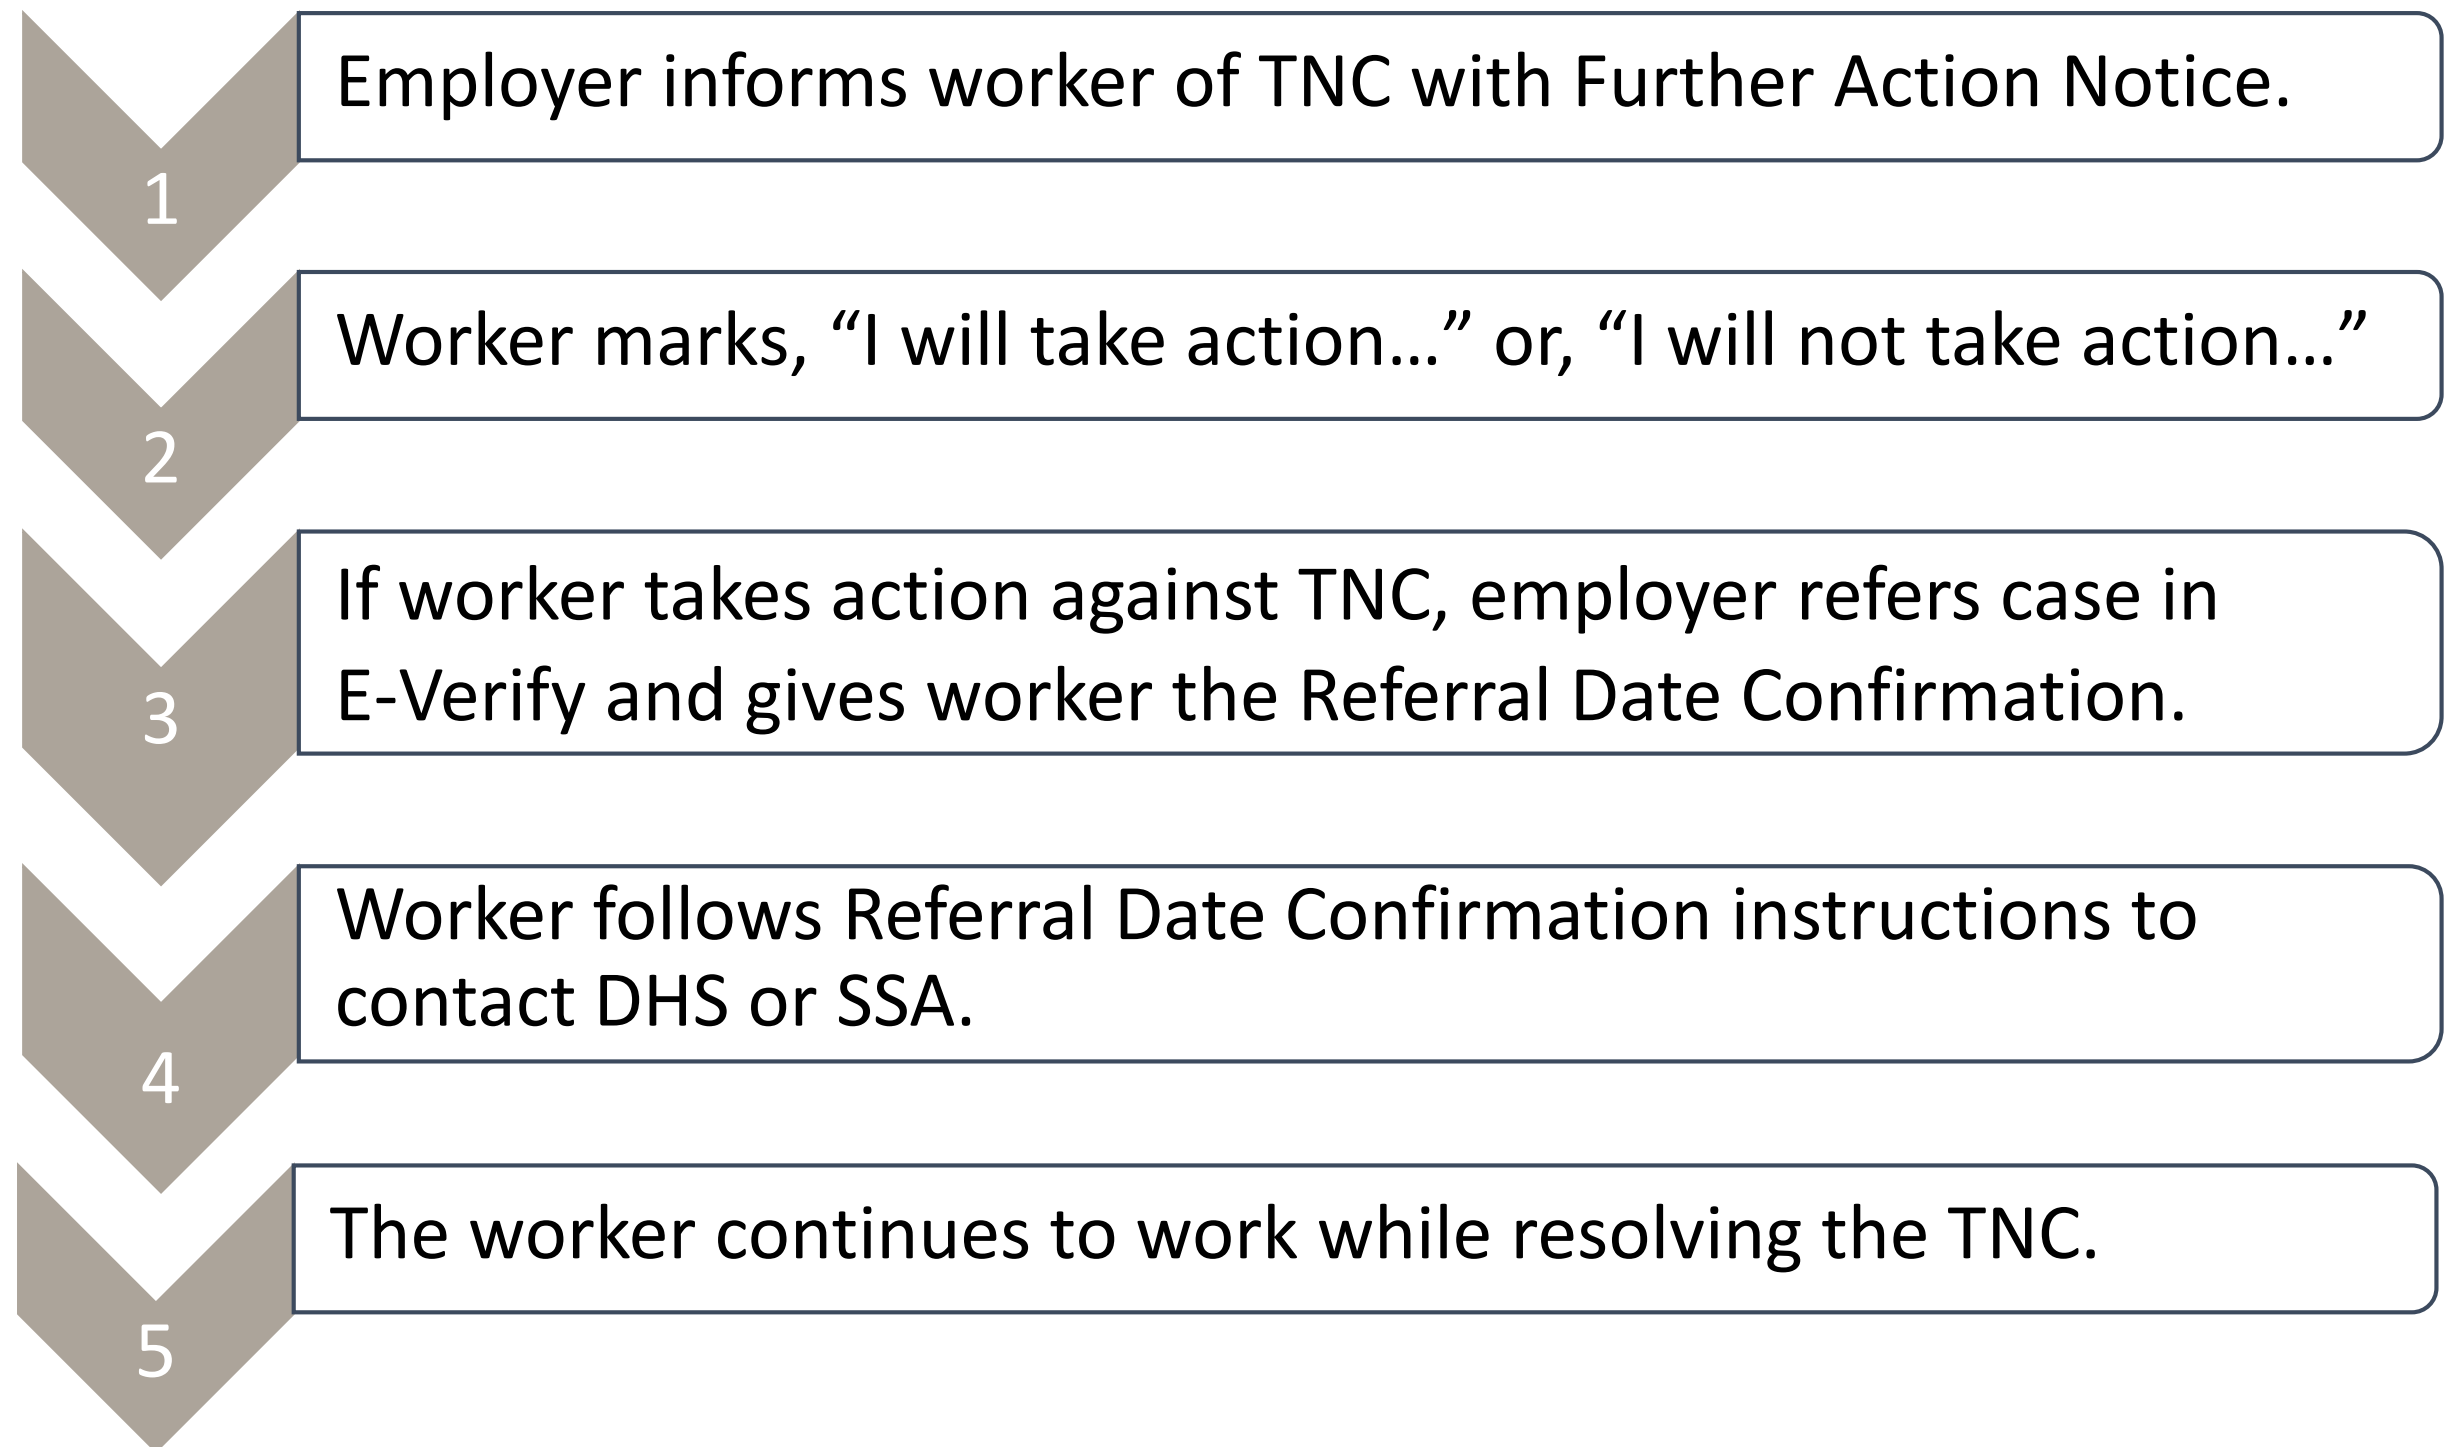 Employer informs worker of TNC with Further Action Notice.
1
Worker marks, “I will take action...” or, “I will not take action...”
2
If worker takes action against TNC, employer refers case in
E-Verify and gives worker the Referral Date Confirmation.
3
Worker follows Referral Date Confirmation instructions to
contact DHS or SSA.
4
The worker continues to work while resolving the TNC.
5